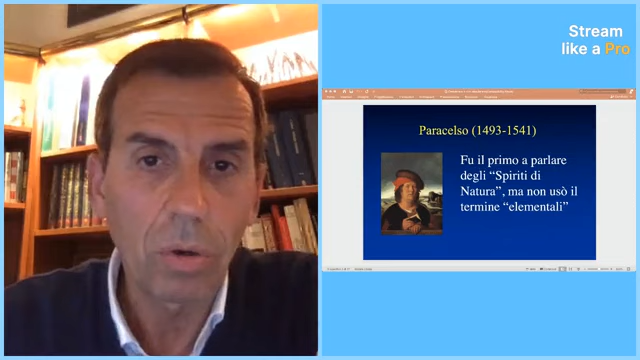 Stream
like a Pro
Paracelso (1493-1541)
Fu il primo a parlare
degli “Spiriti di
Natura”, ma non usò il
termine “elementali”